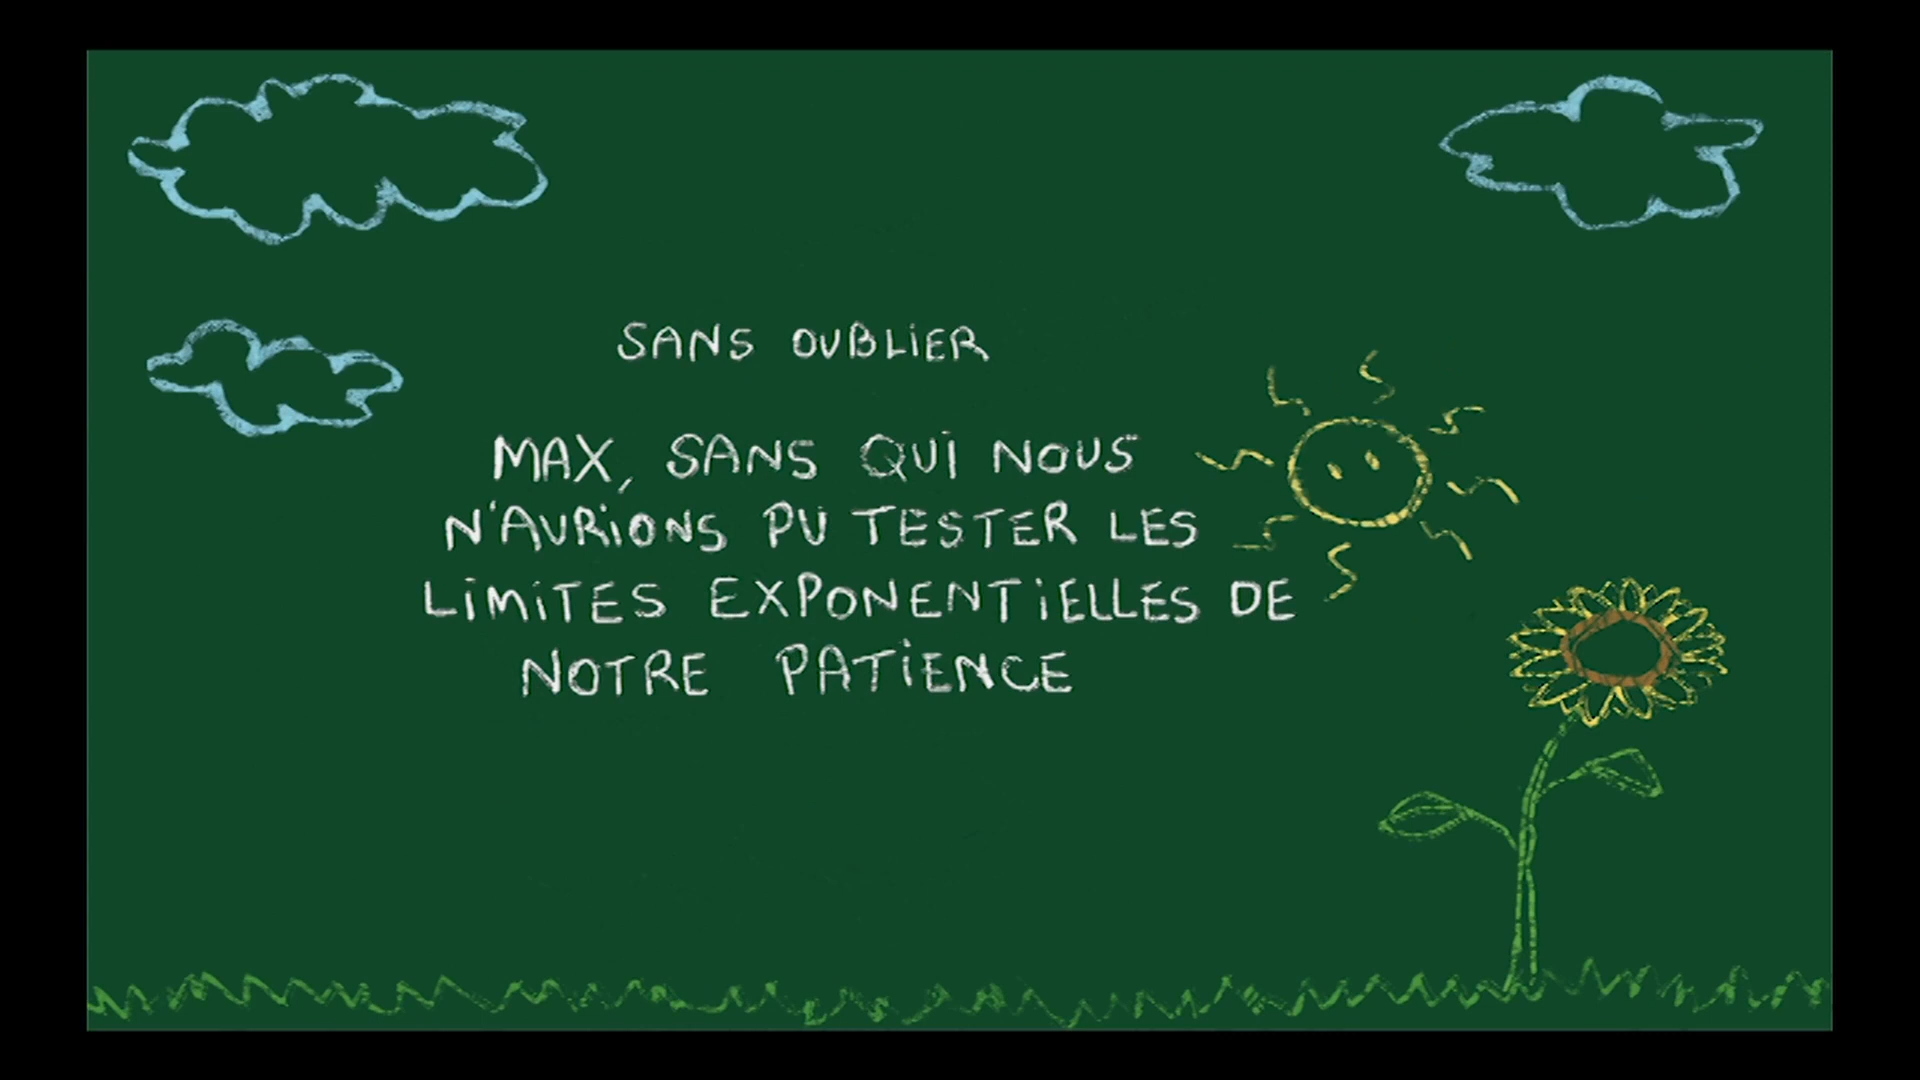 SANS OUBLIER
MAX, SANS QUI NOUS
N'AURIONS PU TESTER LES
LIMITES EXPONENTIELLES DE
NOTRE PATIENCE